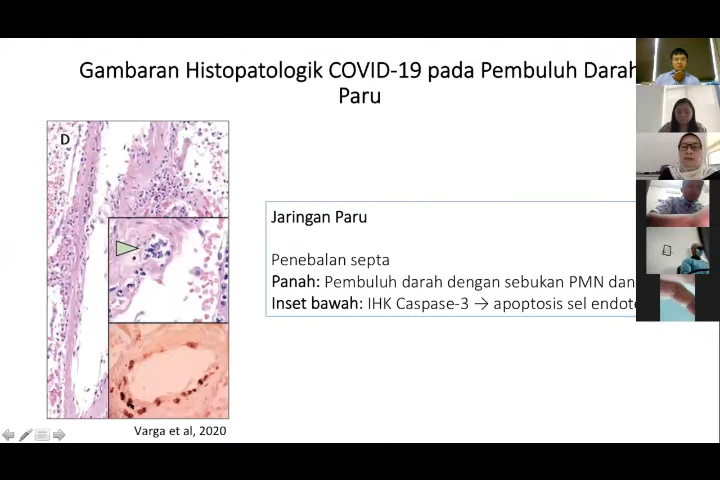 Gambaran Histopatologik COVID-19 pada Pembuluh Darah
Paru
D
Jaringan Paru
Penebalan septa
Panah: Pembuluh darah dengan sebukan PMN dan
Inset bawah: IHK Caspase-3 → apoptosis sel
Varga et al, 2020